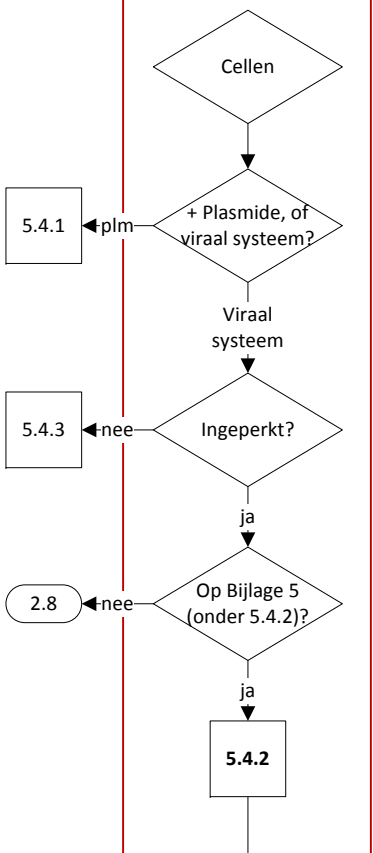 Cellen
+ Plasmide, of
viraal systeem?
plm
5.4.1
Viraal
systeem
Ingeperkt?
nee
5.4.3
ja
Op Bijlage 5
(onder 5.4.2)?
nee
2.8
ja
5.4.2